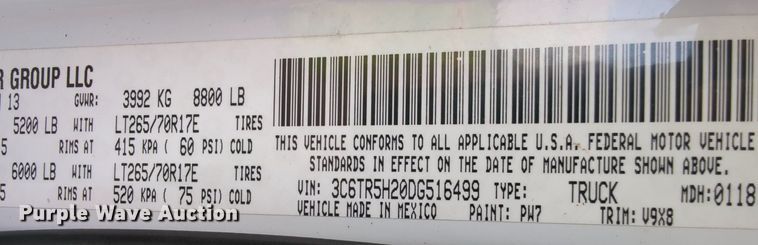 R GROUP LLC
13 GVWR: 3992 KG 8800 LB
5200 LB WITH LT265/70R17E TIRES
5 RIMS AT 415 KPA ( 60 PSI) COLD
6000 LB WITH LT265/70R17E TIRES
5 RIMS AT 520 KPA ( 75 PSI) COLD
THIS VEHICLE CONFORMS TO ALL APPLICABLE U.S.A. FEDERAL MOTOR VEHICLE
STANDARDS IN EFFECT ON THE DATE OF MANUFACTURE SHOWN ABOVE.
VIN: 3C6TR5H20DG516499 TYPE: TRUCK MDH:0118
VEHICLE MADE IN MEXICO PAINT: PW7 TRIM: V9X8
Purple Wave Auction